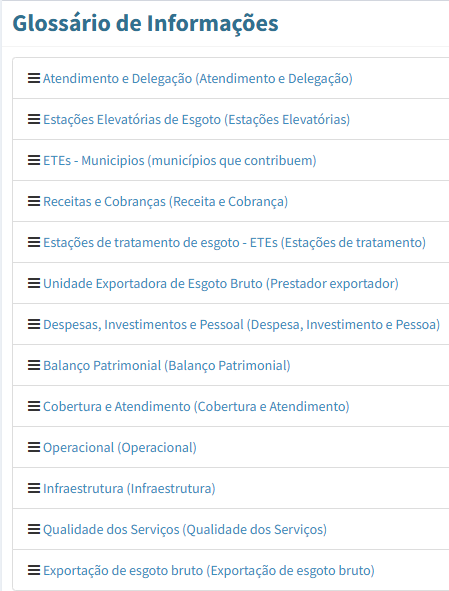 Glossário de Informações
Atendimento e Delegação (Atendimento e Delegação)
Estações Elevatórias de Esgoto (Estações Elevatórias)
ETEs - Municipios (municípios que contribuem)
Receitas e Cobranças (Receita e Cobrança)
Estações de tratamento de esgoto - ETEs (Estações de tratamento)
Unidade Exportadora de Esgoto Bruto (Prestador exportador)
Despesas, Investimentos e Pessoal (Despesa, Investimento e Pessoa)
Balanço Patrimonial (Balanço Patrimonial)
Cobertura e Atendimento (Cobertura e Atendimento)
Operacional (Operacional)
Infraestrutura (Infraestrutura)
Qualidade dos Serviços (Qualidade dos Serviços)
Exportação de esgoto bruto (Exportação de esgoto bruto)